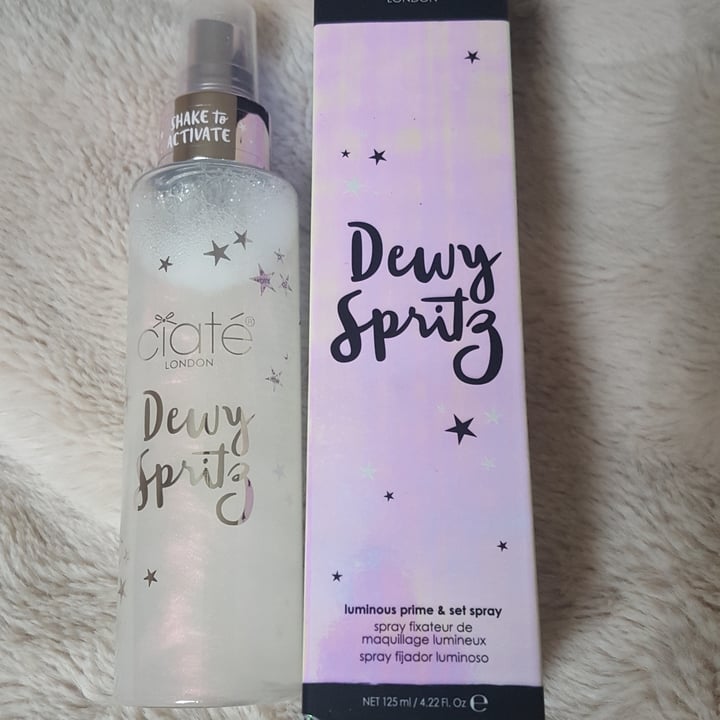 SHAKE to
ACTIVATE
ciaté®
LONDON
Dewy
Spritz
LONDON
Dewy
Spritz
luminous prime & set spray
spray fixateur de
maquillage lumineux
spray fijador luminoso
NET 125 ml / 4.22 Fl. Oz ℮